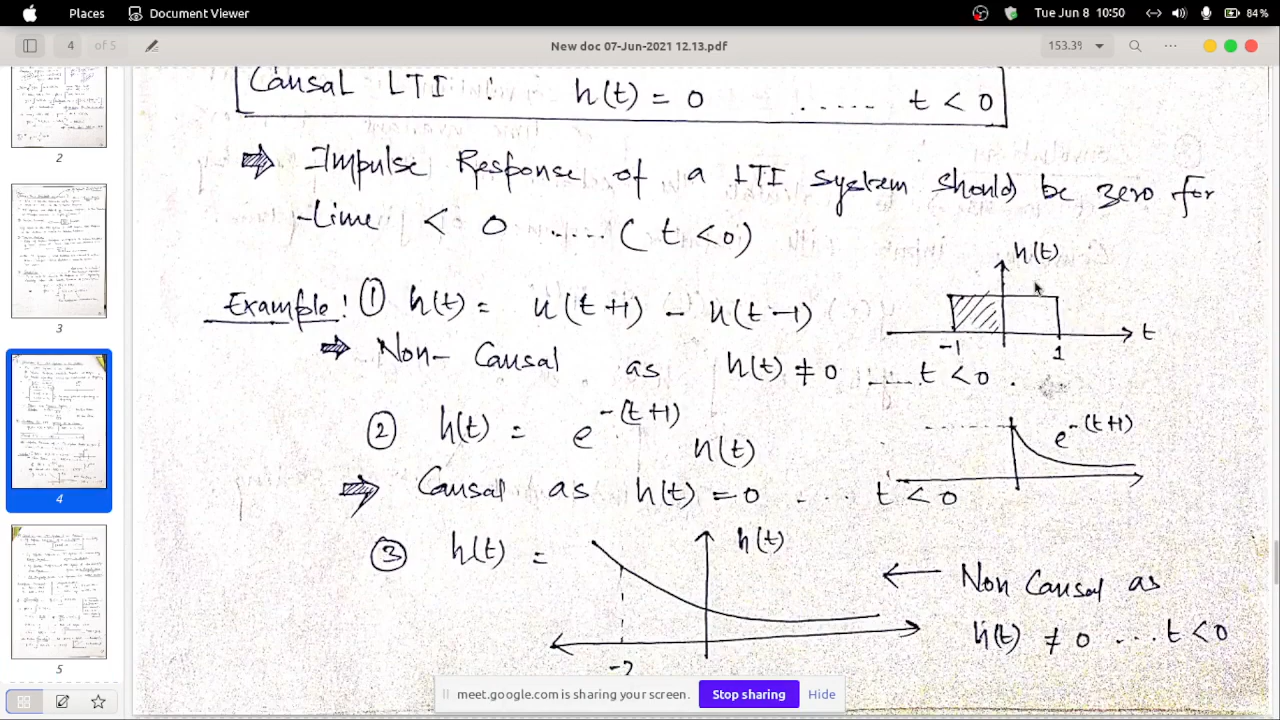 Places Document Viewer Tue Jun 8 10:50 84%
4 of 5 New doc 07-Jun-2021 12.13.pdf 153.3%
2
3
4
5
Causal LTI : h(t) = 0 ..... t < 0
Impulse Response of a LTI system should be zero for
time < 0 ..... ( t < 0)
h(t)
t
-1 1
Example: ① h(t) = u(t+1) - u(t-1)
Non-Causal as h(t) ≠ 0 ..... t < 0 .
② h(t) = e^-(t+1) u(t)
e^-(t+1)
Causal as h(t) = 0 .... t < 0
③ h(t) =
h(t)
-2
Non Causal as
h(t) ≠ 0 ... t < 0
meet.google.com is sharing your screen. Stop sharing Hide